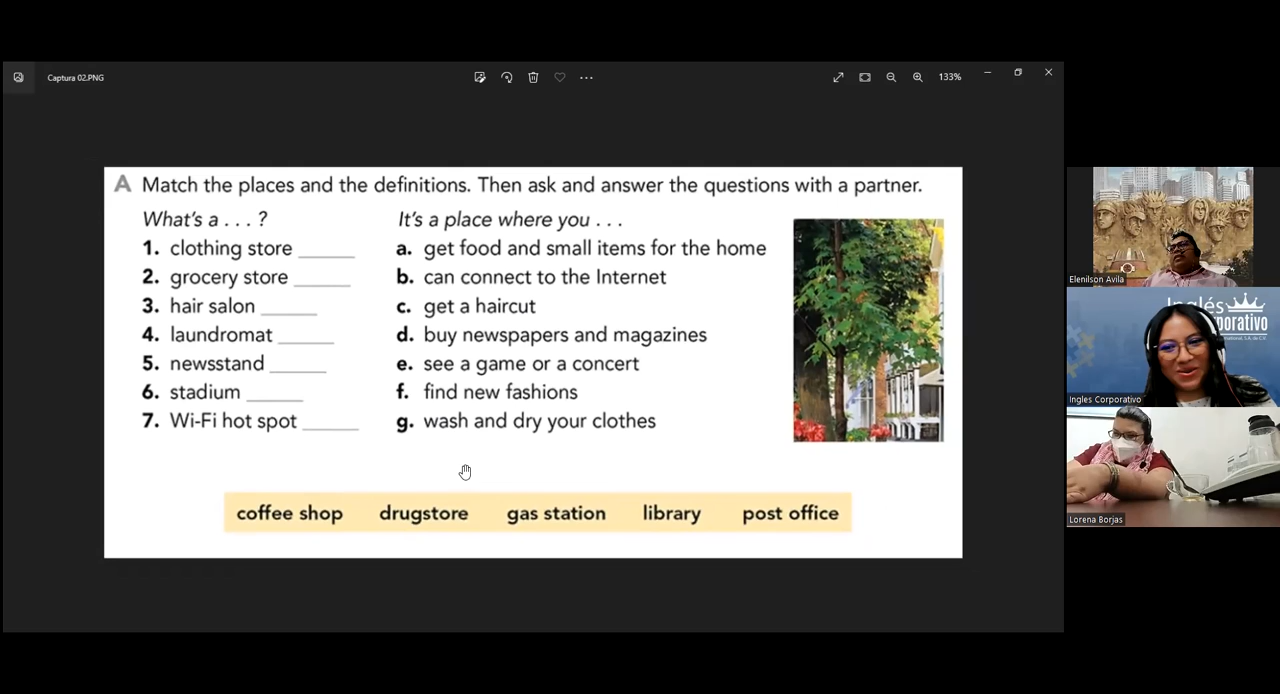 Captura 02.PNG
133%
A Match the places and the definitions. Then ask and answer the questions with a partner.
What's a . . . ?
1. clothing store ______
2. grocery store ______
3. hair salon ______
4. laundromat ______
5. newsstand ______
6. stadium ______
7. Wi-Fi hot spot ______
It's a place where you . . .
a. get food and small items for the home
b. can connect to the Internet
c. get a haircut
d. buy newspapers and magazines
e. see a game or a concert
f. find new fashions
g. wash and dry your clothes
coffee shop drugstore gas station library post office
Elenilson Avila
Inglés
orporativo
Ingles Corporativo
Lorena Borjas